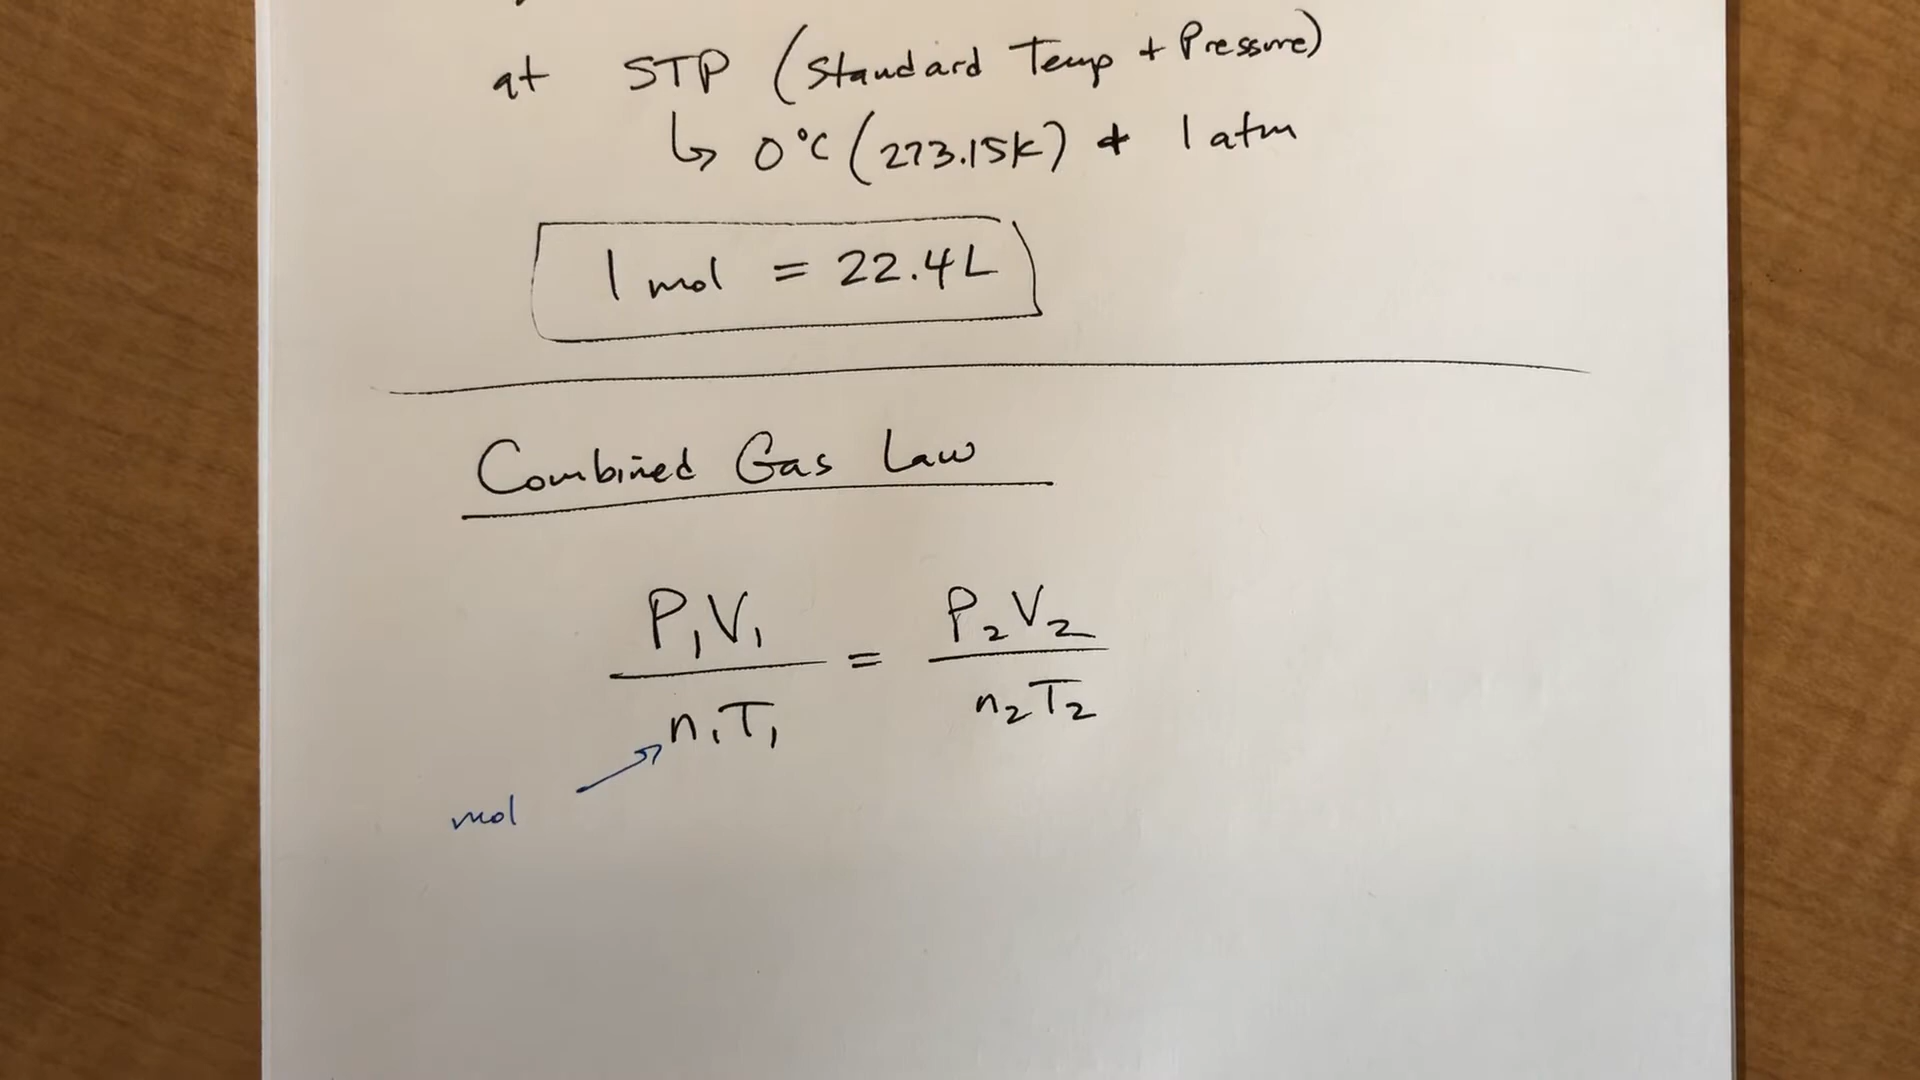 at STP (Standard Temp + Pressure)
↳ 0°C (273.15K) + 1 atm
1 mol = 22.4 L
Combined Gas Law
P₁V₁ / n₁T₁ = P₂V₂ / n₂T₂
mol